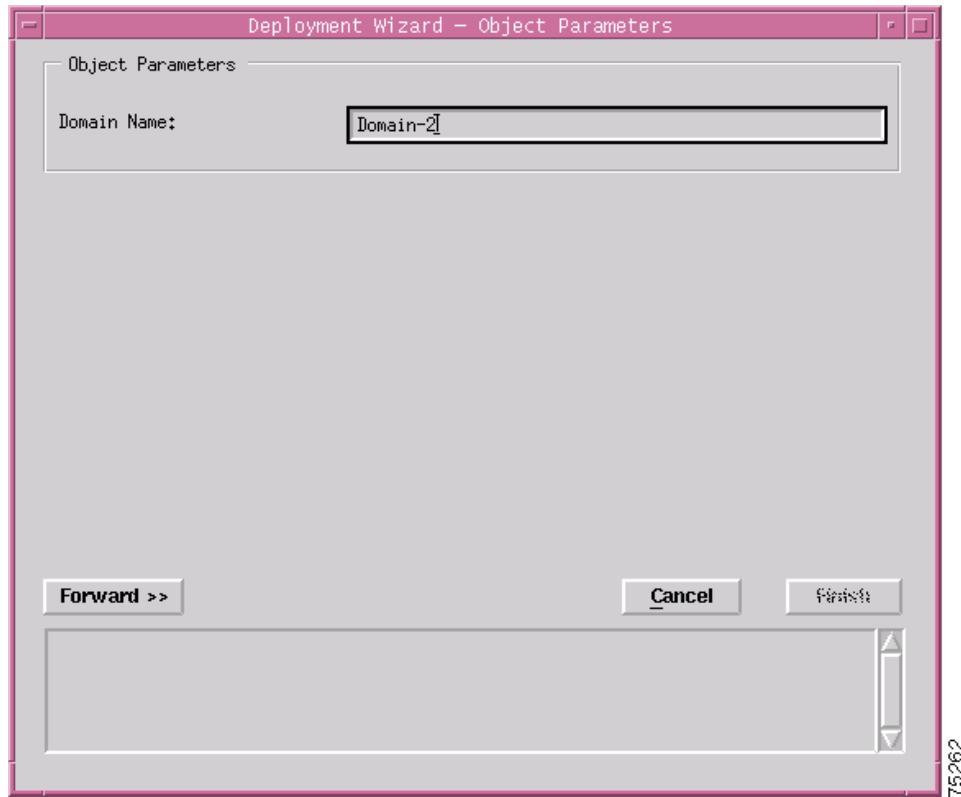 Deployment Wizard – Object Parameters
Object Parameters
Domain Name:
Domain-2
Forward >>
Cancel
Finish
75262